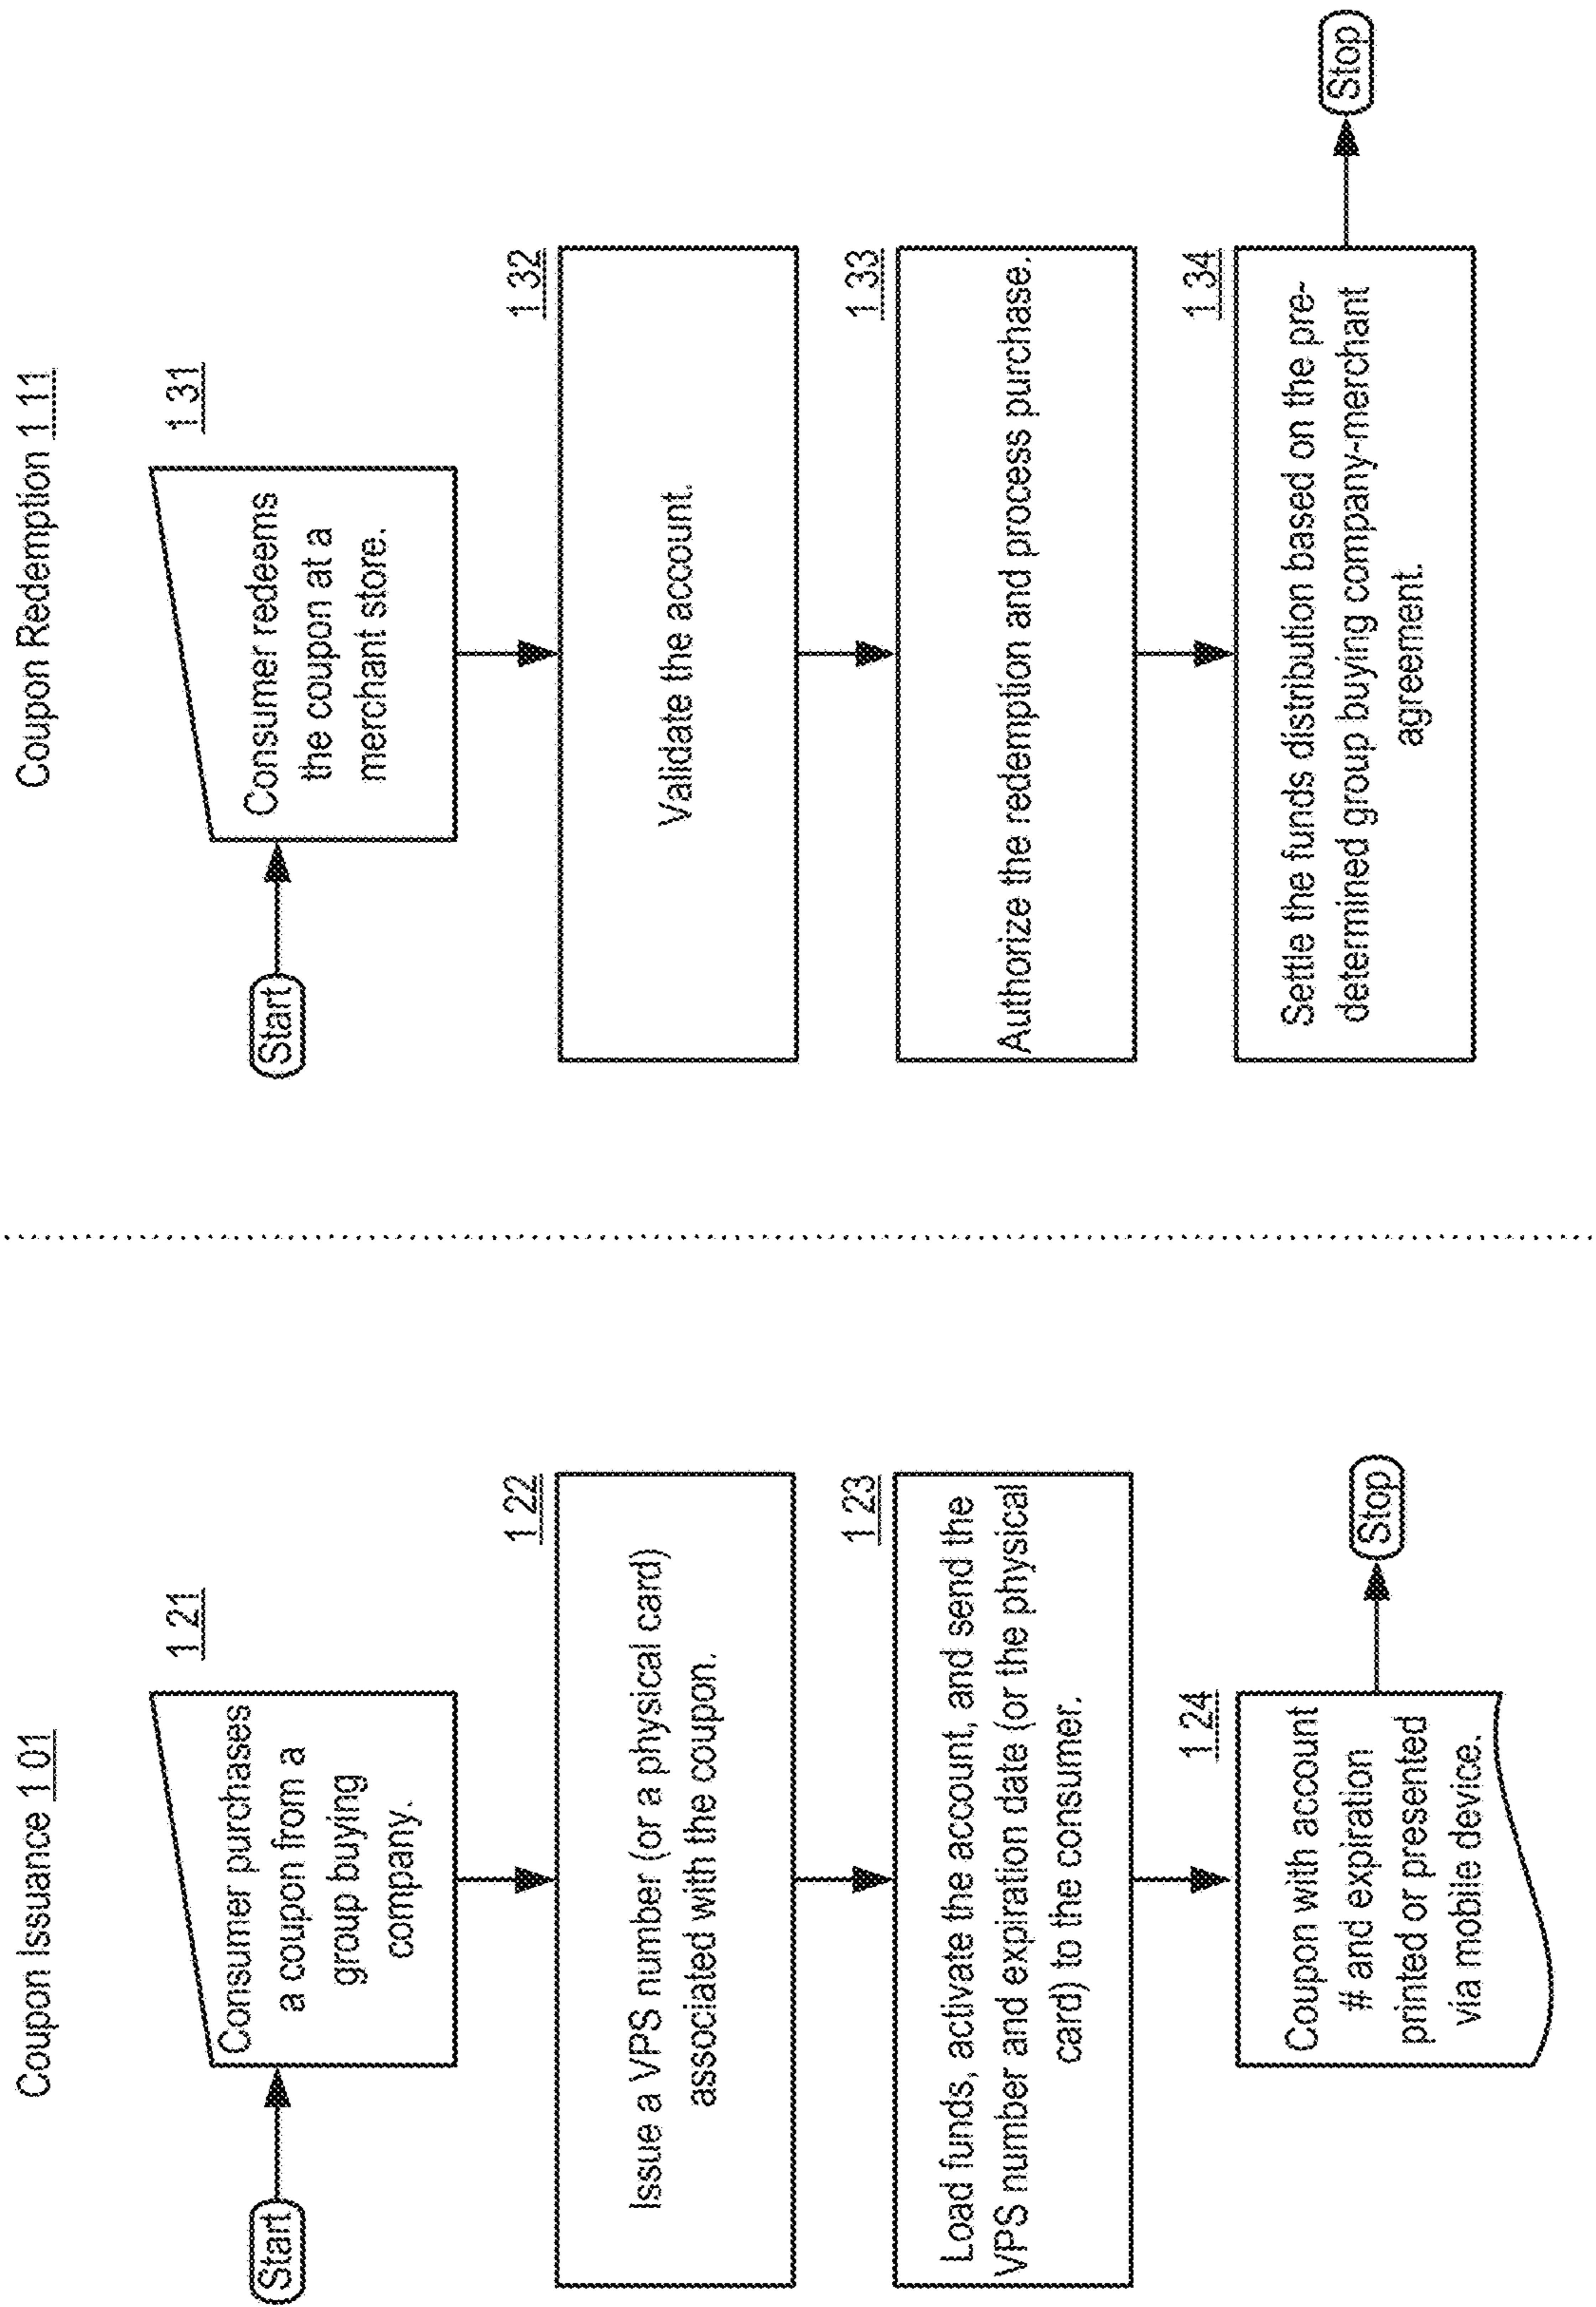 Coupon Issuance 1 01
Start
1 21
Consumer purchases
a coupon from a
group buying
company.
1 22
Issue a VPS number (or a physical card)
associated with the coupon.
1 23
Load funds, activate the account, and send the
VPS number and expiration date (or the physical
card) to the consumer.
1 24
Coupon with account
# and expiration
printed or presented
via mobile device.
Stop
Coupon Redemption 1 11
Start
1 31
Consumer redeems
the coupon at a
merchant store.
1 32
Validate the account.
1 33
Authorize the redemption and process purchase.
1 34
Settle the funds distribution based on the pre-
determined group buying company-merchant
agreement.
Stop